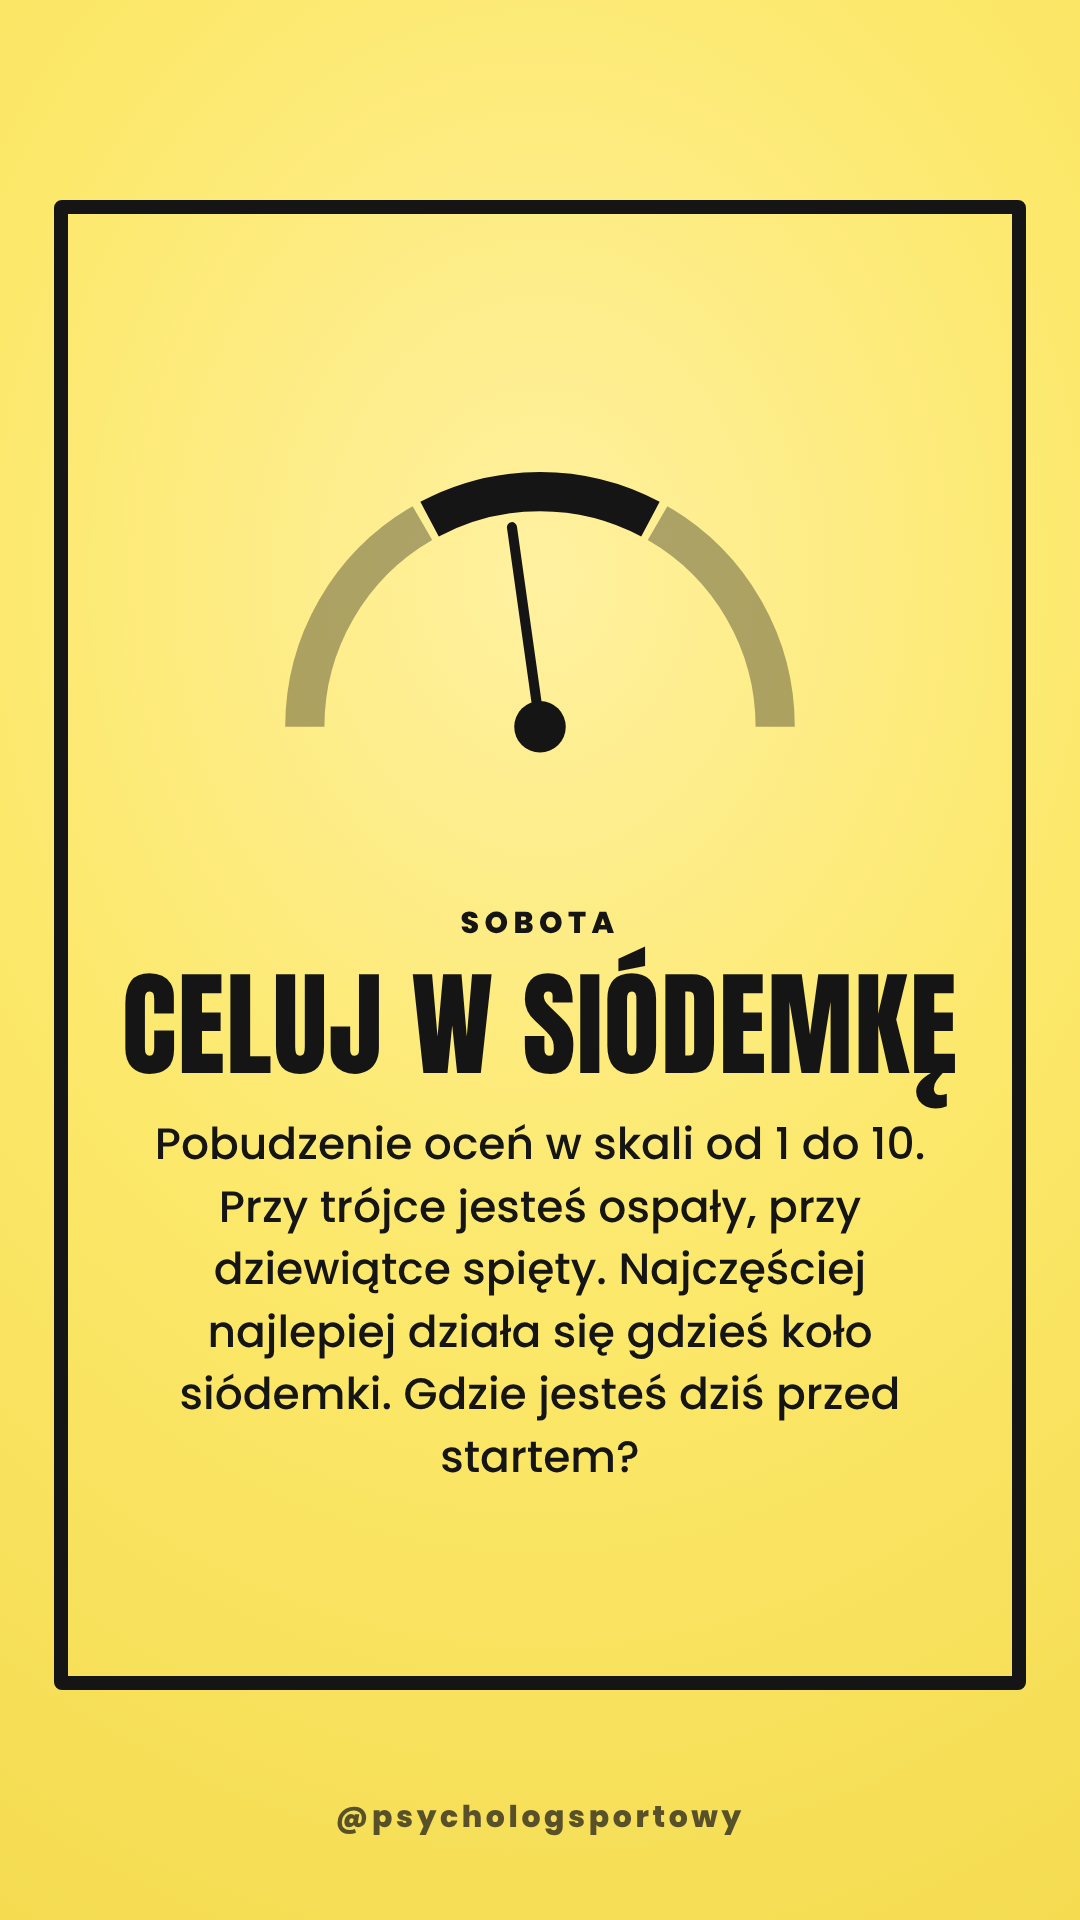 SOBOTA
CELUJ W SIÓDEMKĘ
Pobudzenie oceń w skali od 1 do 10.
Przy trójce jesteś ospały, przy
dziewiątce spięty. Najczęściej
najlepiej działa się gdzieś koło
siódemki. Gdzie jesteś dziś przed
startem?
@psychologsportowy